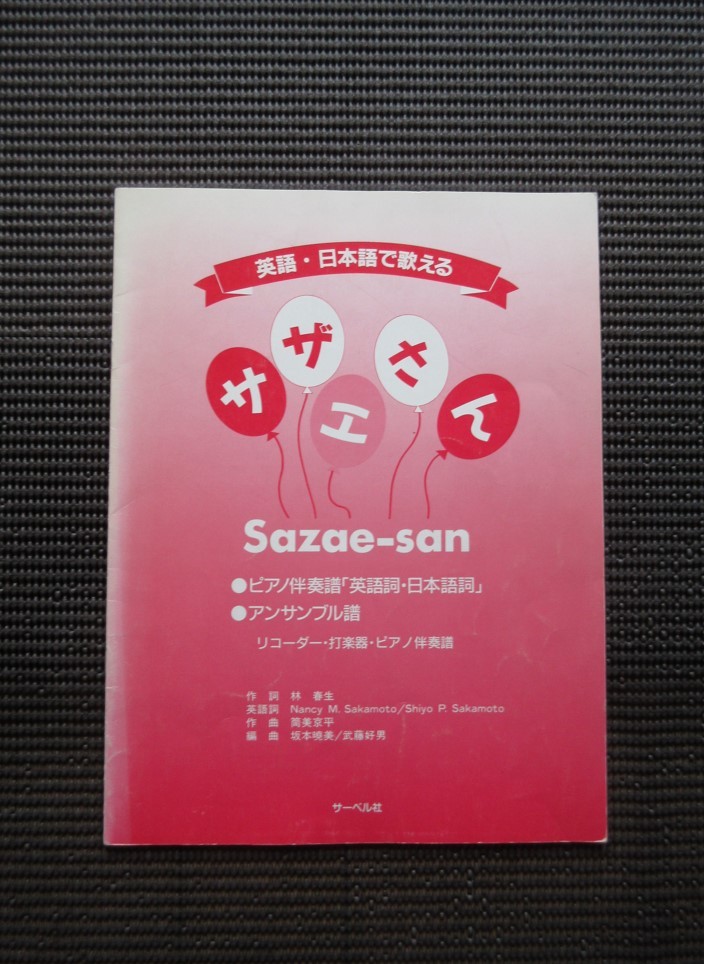 英語・日本語で歌える
サザエさん
Sazae-san
●ピアノ伴奏譜「英語詞・日本語詞」
●アンサンブル譜
リコーダー・打楽器・ピアノ伴奏譜
作 詞 林 春生
英語詞 Nancy M. Sakamoto/Shiyo P. Sakamoto
作 曲 筒美京平
編 曲 坂本暁美/武藤好男
サーベル社